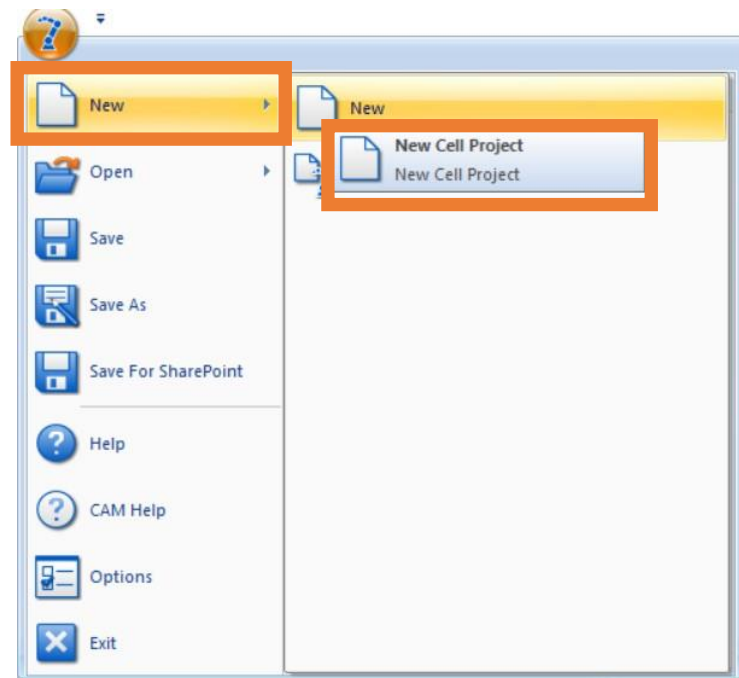 New
New
New Cell Project
New Cell Project
Open
Save
Save As
Save For SharePoint
Help
CAM Help
Options
Exit